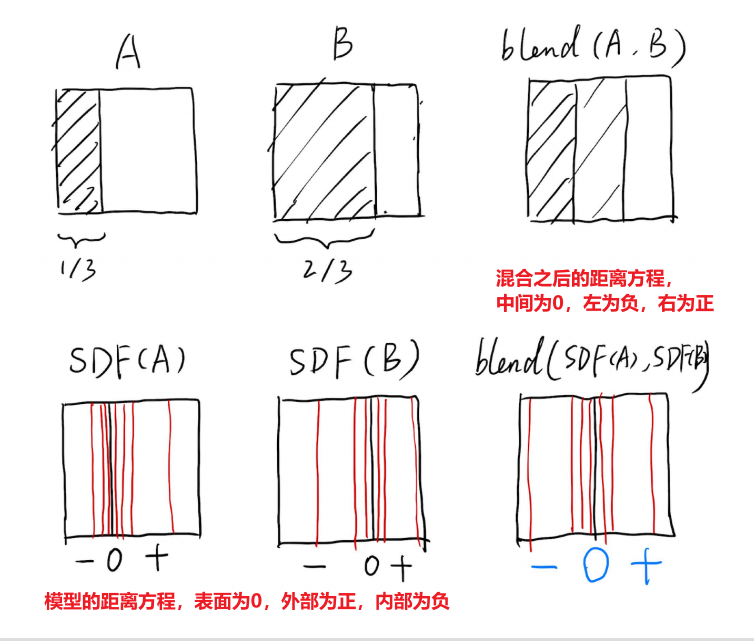 A
B
blend(A.B)
1/3
2/3
混合之后的距离方程，
中间为0，左为负，右为正
SDF(A)
SDF(B)
blend(SDF(A),SDF(B)
- 0 +
- 0 +
- 0 +
模型的距离方程，表面为0，外部为正，内部为负